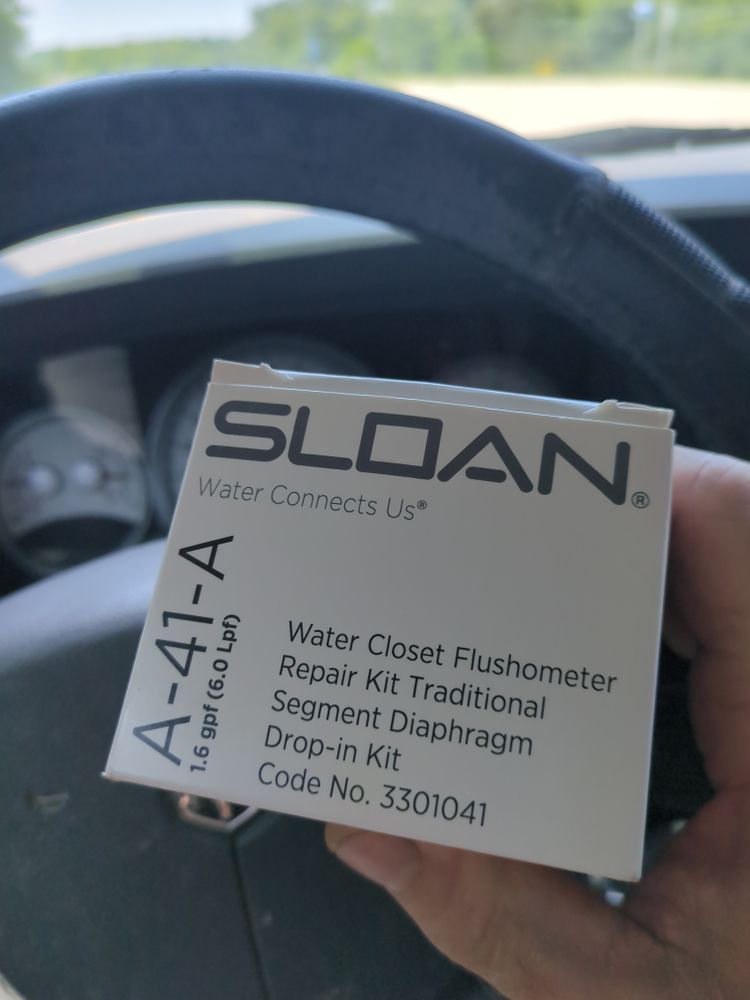 SLOAN®
Water Connects Us®
A-41-A
1.6 gpf (6.0 Lpf)
Water Closet Flushometer
Repair Kit Traditional
Segment Diaphragm
Drop-in Kit
Code No. 3301041